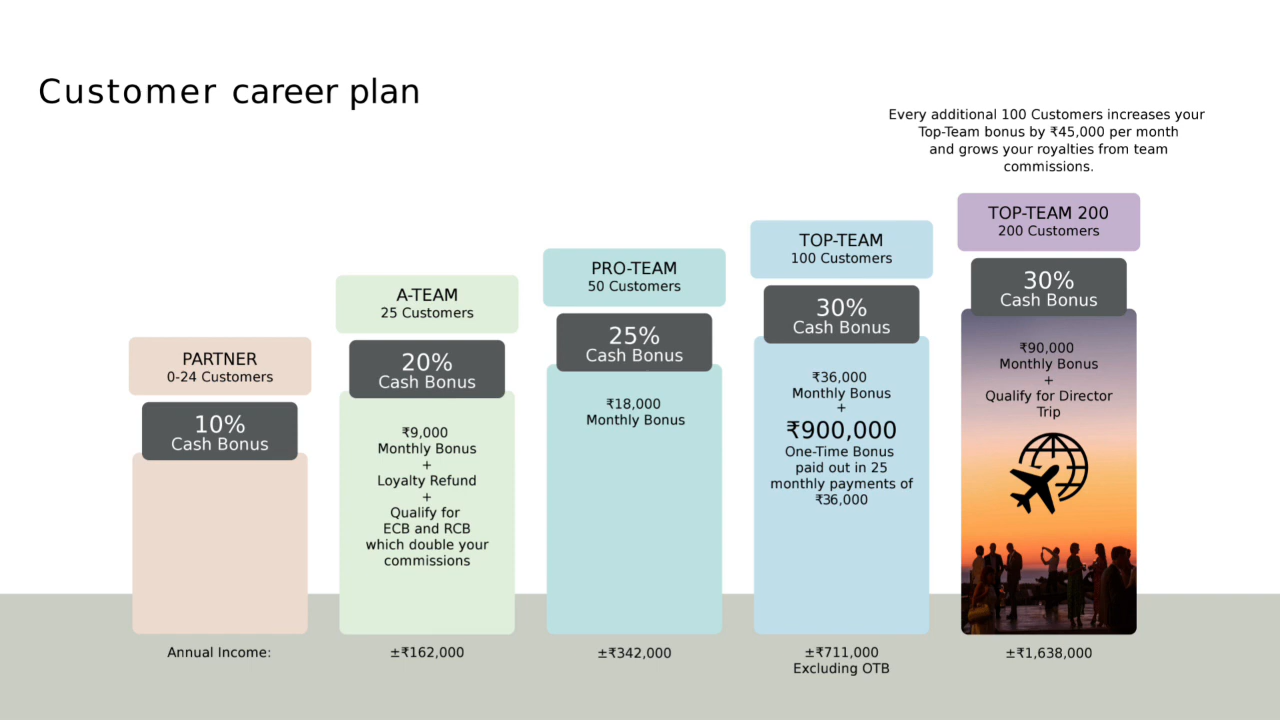 Customer career plan
Every additional 100 Customers increases your
Top-Team bonus by ₹45,000 per month
and grows your royalties from team
commissions.
TOP-TEAM 200
200 Customers
30%
Cash Bonus
₹90,000
Monthly Bonus
+
Qualify for Director
Trip
TOP-TEAM
100 Customers
30%
Cash Bonus
₹36,000
Monthly Bonus
+
₹900,000
One-Time Bonus
paid out in 25
monthly payments of
₹36,000
PRO-TEAM
50 Customers
25%
Cash Bonus
₹18,000
Monthly Bonus
A-TEAM
25 Customers
20%
Cash Bonus
₹9,000
Monthly Bonus
+
Loyalty Refund
+
Qualify for
ECB and RCB
which double your
commissions
PARTNER
0-24 Customers
10%
Cash Bonus
Annual Income:
±₹162,000
±₹342,000
±₹711,000
Excluding OTB
±₹1,638,000